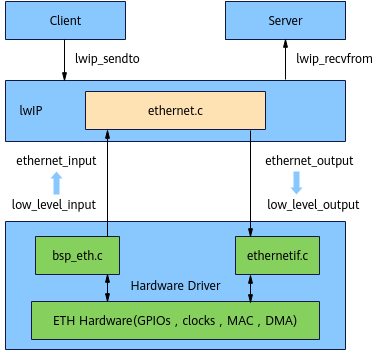 Client
Server
lwip_sendto
lwip_recvfrom
lwIP
ethernet.c
ethernet_input
ethernet_output
low_level_input
low_level_output
bsp_eth.c
ethernetif.c
Hardware Driver
ETH Hardware(GPIOs , clocks , MAC , DMA)